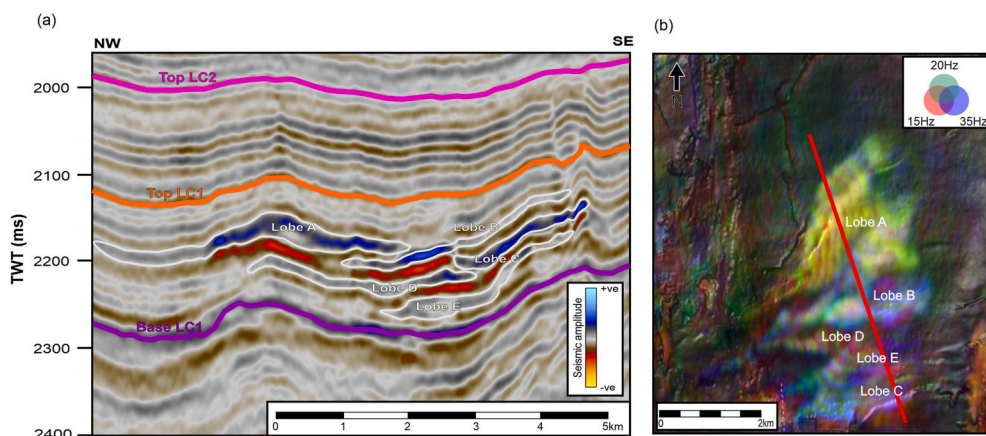 (a)
NW
SE
Top LC2
2000
Top LC1
2100
Lobe A
Lobe B
TWT (ms)
2200
Lobe C
Lobe D
Lobe E
Base LC1
2300
+ve
Seismic amplitude
-ve
0 1 2 3 4 5km
2400
(b)
N
20Hz
15Hz 35Hz
Lobe A
Lobe B
Lobe D
Lobe E
Lobe C
0 2km